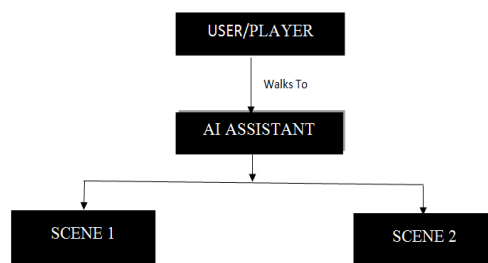 USER/PLAYER
Walks To
AI ASSISTANT
SCENE 1
SCENE 2